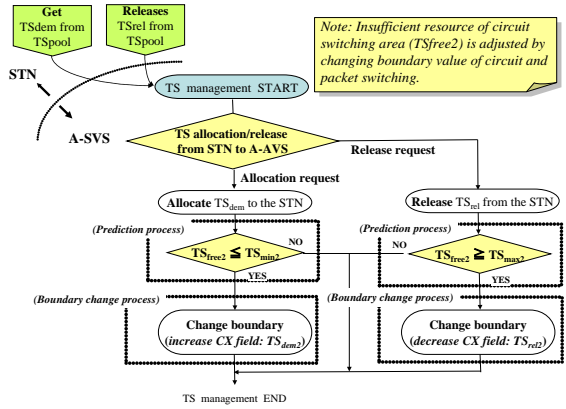 Get
TSdem from
TSpool
Releases
TSrel from
TSpool
Note: Insufficient resource of circuit
switching area (TSfree2) is adjusted by
changing boundary value of circuit and
packet switching.
STN
A-SVS
TS management START
TS allocation/release
from STN to A-AVS
Release request
Allocation request
Allocate TSdem to the STN
Release TSrel from the STN
(Prediction process)
(Prediction process)
TSfree2 ≦ TSmin2
NO
NO
TSfree2 ≧ TSmax2
YES
YES
(Boundary change process)
(Boundary change process)
Change boundary
(increase CX field: TSdem2)
Change boundary
(decrease CX field: TSrel2)
TS management END